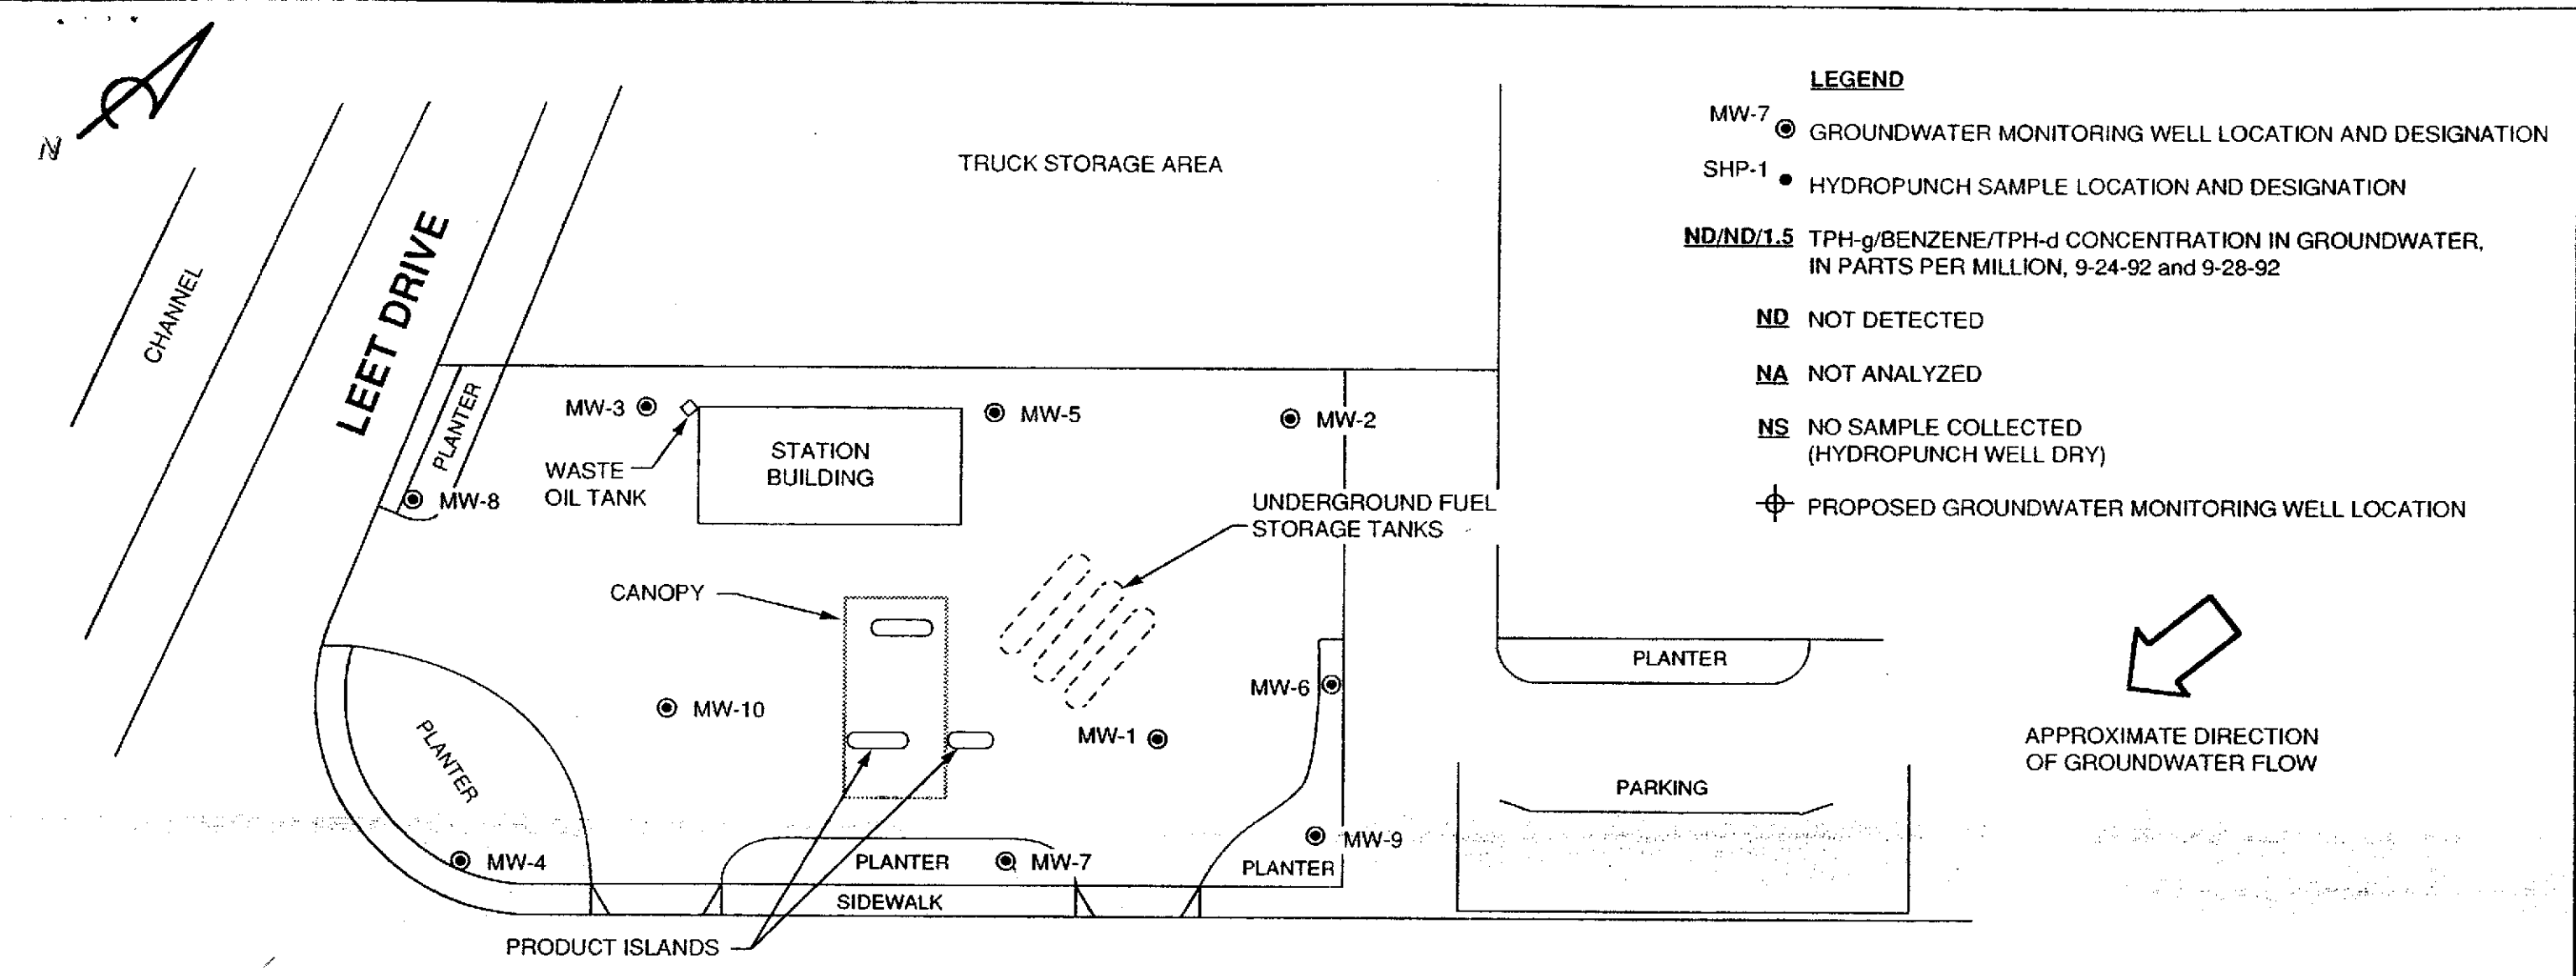 N
CHANNEL
LEET DRIVE
PLANTER
TRUCK STORAGE AREA
MW-3
WASTE
OIL TANK
STATION
BUILDING
MW-5
MW-2
MW-8
UNDERGROUND FUEL
STORAGE TANKS
CANOPY
MW-10
MW-6
MW-1
PLANTER
MW-4
PLANTER
MW-7
MW-9
PLANTER
SIDEWALK
PRODUCT ISLANDS
PLANTER
PARKING
LEGEND
MW-7 GROUNDWATER MONITORING WELL LOCATION AND DESIGNATION
SHP-1 HYDROPUNCH SAMPLE LOCATION AND DESIGNATION
ND/ND/1.5 TPH-g/BENZENE/TPH-d CONCENTRATION IN GROUNDWATER,
IN PARTS PER MILLION, 9-24-92 and 9-28-92
ND NOT DETECTED
NA NOT ANALYZED
NS NO SAMPLE COLLECTED
(HYDROPUNCH WELL DRY)
PROPOSED GROUNDWATER MONITORING WELL LOCATION
APPROXIMATE DIRECTION
OF GROUNDWATER FLOW